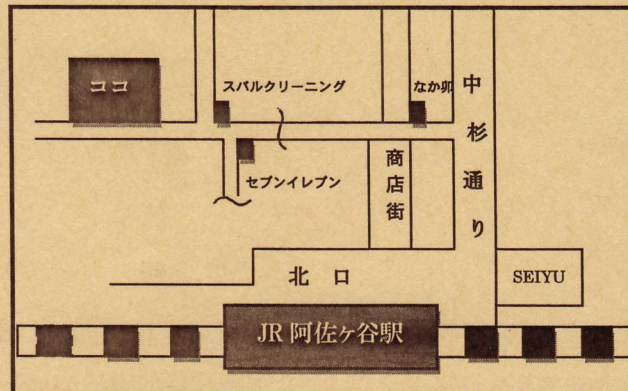 ココ
スバルクリーニング
なか卯
中杉通り
セブンイレブン
商店街
北口
SEIYU
JR 阿佐ヶ谷駅